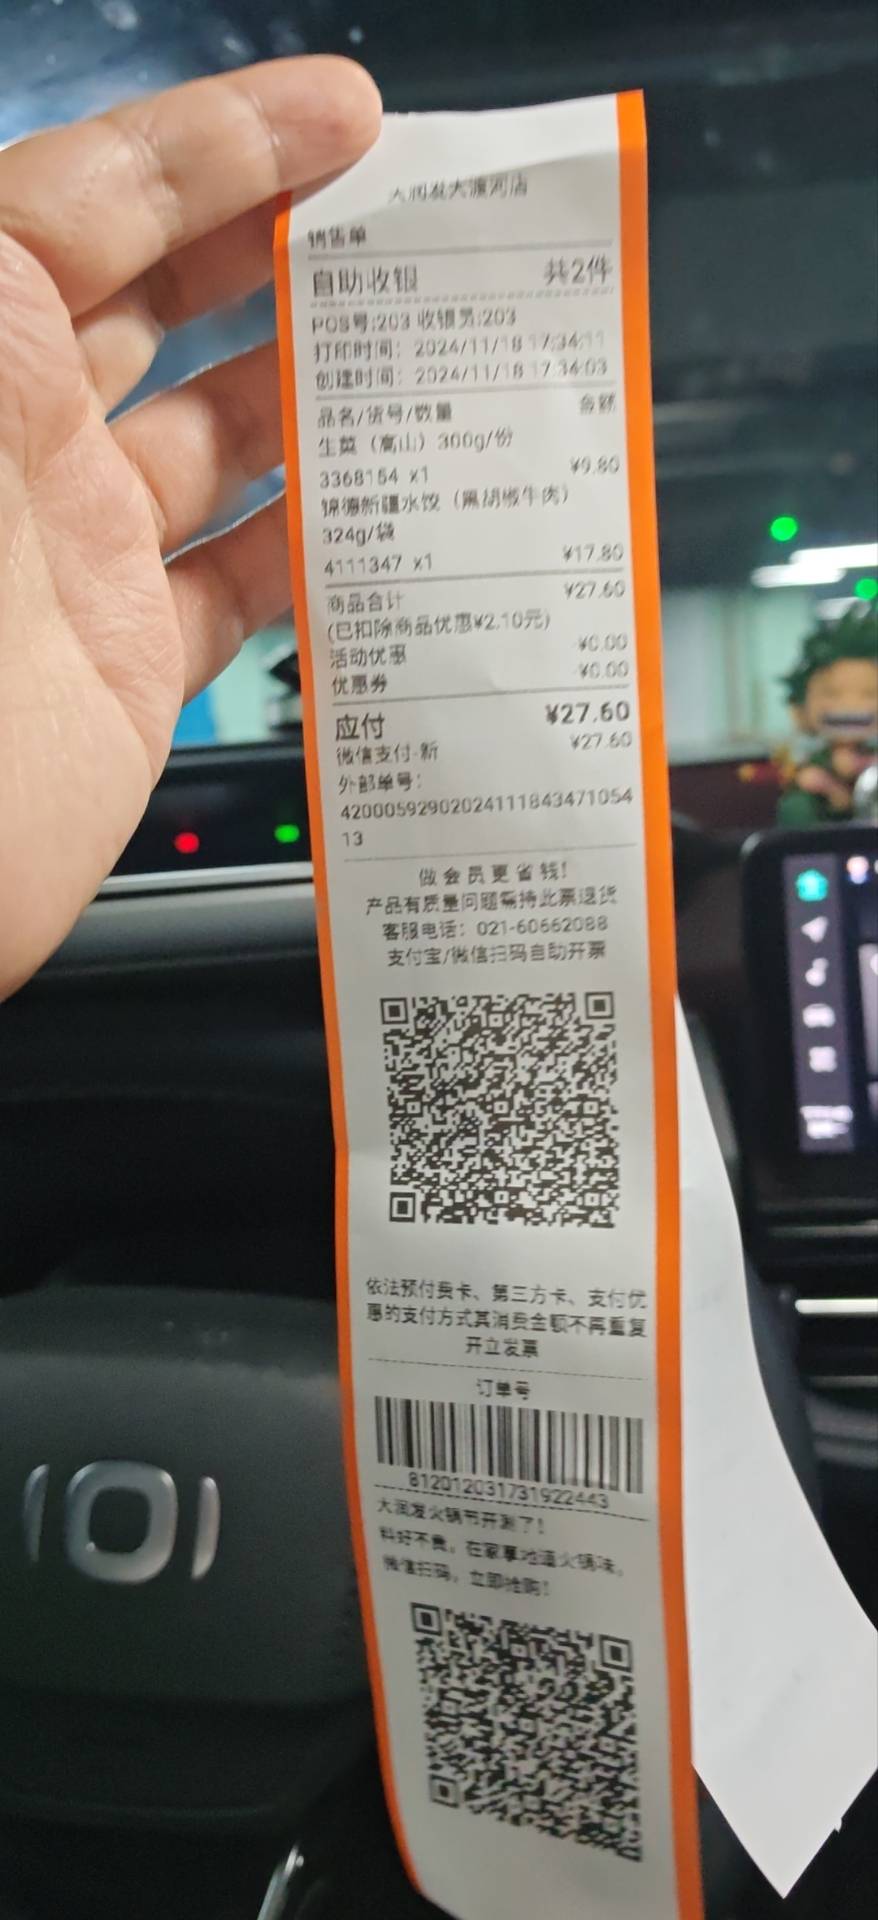 大润发大渡河店
销售单
自助收银 共2件
POS号:203 收银员:203
打印时间: 2024/11/18 17:34:11
创建时间: 2024/11/18 17:34:03
品名/货号/数量 金额
生菜（高山）300g/份
3368154 x1 ¥9.80
锦德新疆水饺（黑胡椒牛肉）
324g/袋
4111347 x1 ¥17.80
商品合计 ¥27.60
(已扣除商品优惠¥2.10元)
活动优惠 -¥0.00
优惠券 -¥0.00
应付 ¥27.60
微信支付-新 ¥27.60
外部单号:
42000592902024111843471054
13
做会员更省钱!
产品有质量问题需持此票退货
客服电话: 021-60662088
支付宝/微信扫码自助开票
依法预付费卡、第三方卡、支付优
惠的支付方式其消费金额不再重复
开立发票
订单号
812012031731922443
大润发火锅节开涮了!
料好不贵, 在家享地道火锅味,
微信扫码, 立即抢购!